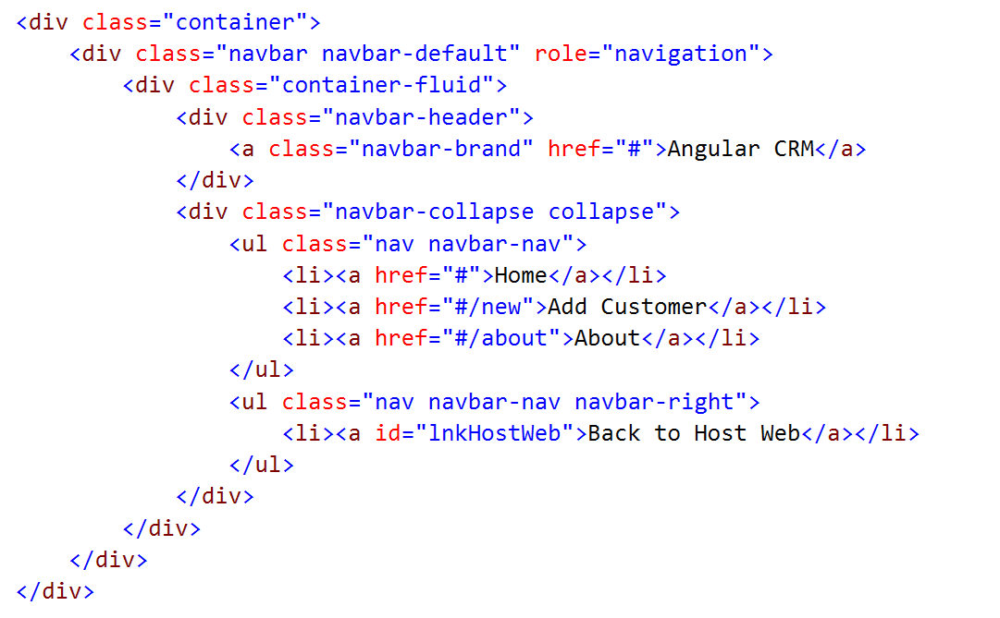 <div class="container">
    <div class="navbar navbar-default" role="navigation">
        <div class="container-fluid">
            <div class="navbar-header">
                <a class="navbar-brand" href="#">Angular CRM</a>
            </div>
            <div class="navbar-collapse collapse">
                <ul class="nav navbar-nav">
                    <li><a href="#">Home</a></li>
                    <li><a href="#/new">Add Customer</a></li>
                    <li><a href="#/about">About</a></li>
                </ul>
                <ul class="nav navbar-nav navbar-right">
                    <li><a id="lnkHostWeb">Back to Host Web</a></li>
                </ul>
            </div>
        </div>
    </div>
</div>